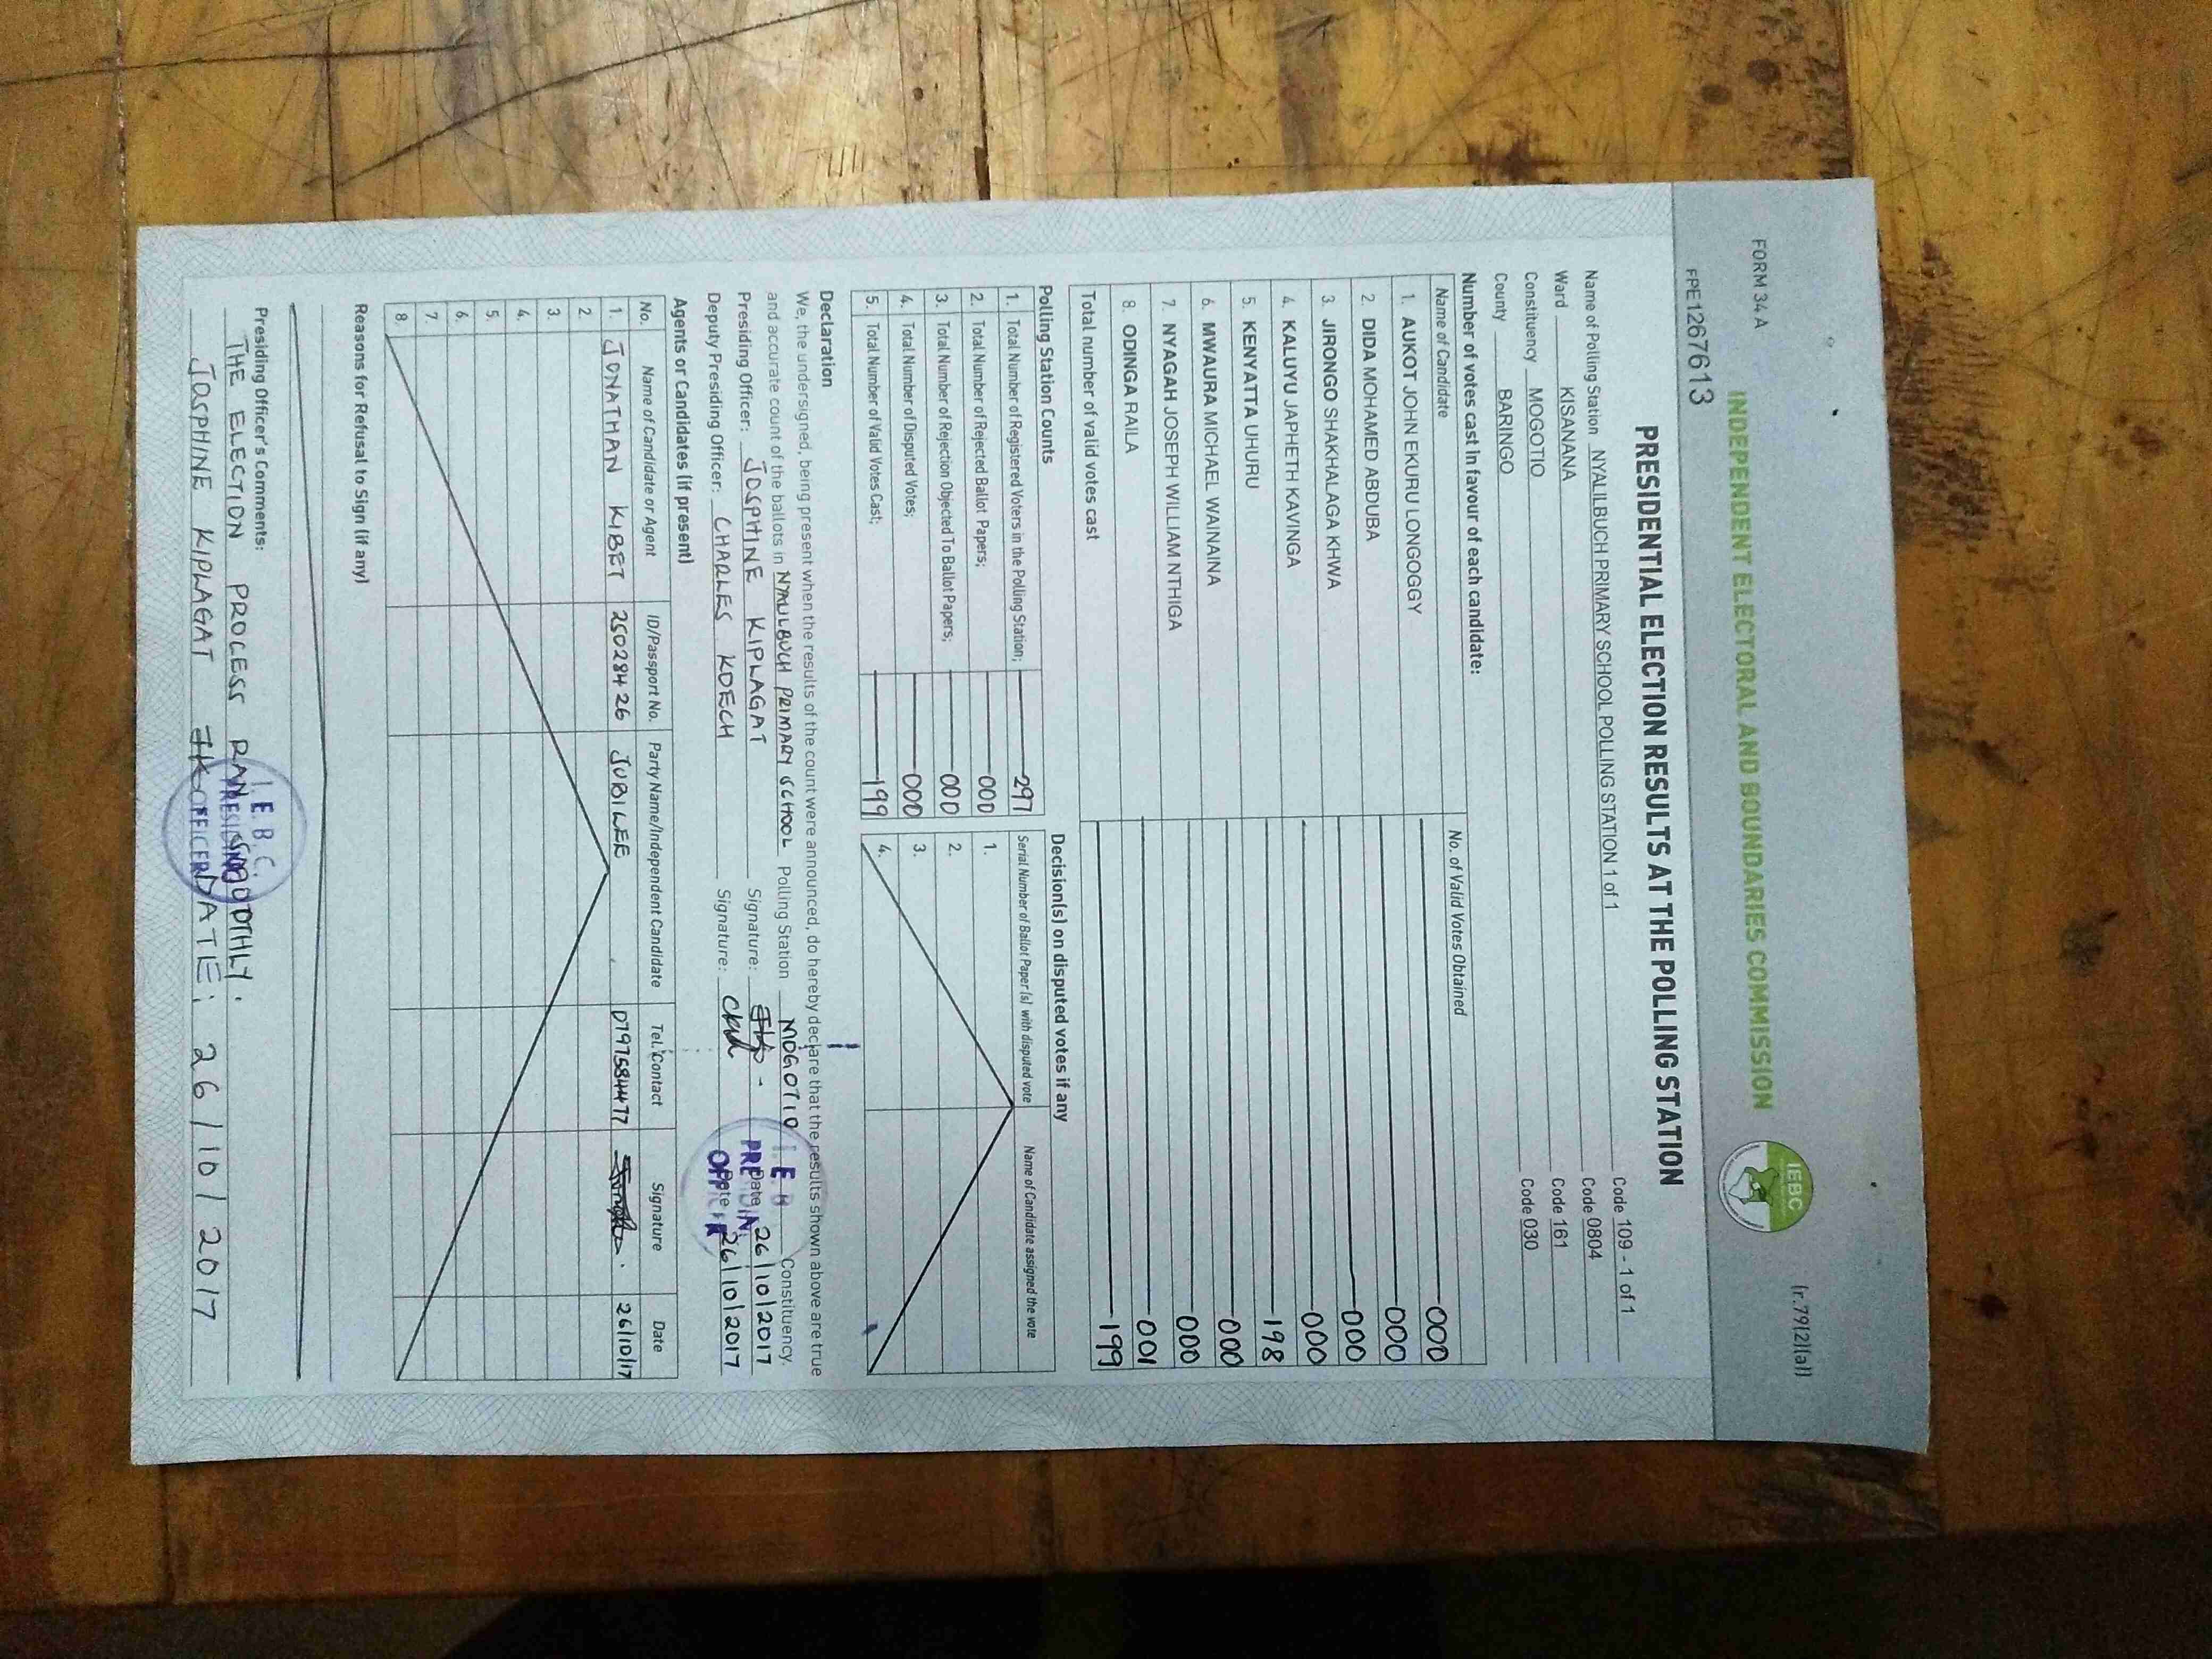 FORM 34 A
(r.79(2)(a))
FPE1267613
INDEPENDENT ELECTORAL AND BOUNDARIES COMMISSION
IEBC
PRESIDENTIAL ELECTION RESULTS AT THE POLLING STATION
Name of Polling Station NYALILBUCH PRIMARY SCHOOL POLLING STATION 1 of 1 Code 109 - 1 of 1
Ward KISANANA Code 0804
Constituency MOGOTIO Code 161
County BARINGO Code 030
Number of votes cast in favour of each candidate:
Name of Candidate No. of Valid Votes Obtained
1. AUKOT JOHN EKURU LONGOGGY 000
2. DIDA MOHAMED ABDUBA 000
3. JIRONGO SHAKHALAGA KHWA 000
4. KALUYU JAPHETH KAVINGA 000
5. KENYATTA UHURU 198
6. MWAURA MICHAEL WAINAINA 000
7. NYAGAH JOSEPH WILLIAM NTHIGA 000
8. ODINGA RAILA 001
Total number of valid votes cast 199
Polling Station Counts
1. Total Number of Registered Voters in the Polling Station; 297
2. Total Number of Rejected Ballot Papers; 000
3. Total Number of Rejection Objected To Ballot Papers; 000
4. Total Number of Disputed Votes; 000
5. Total Number of Valid Votes Cast; 199
Decision(s) on disputed votes if any
Serial Number of Ballot Paper(s) with disputed vote Name of Candidate assigned the vote
1.
2.
3.
4.
Declaration
We, the undersigned, being present when the results of the count were announced, do hereby declare that the results shown above are true
and accurate count of the ballots in NYALILBUCH PRIMARY SCHOOL Polling Station MOGOTIO Constituency.
Presiding Officer: JOSPHINE KIPLAGAT Signature: Date 26/10/2017
Deputy Presiding Officer: CHARLES KOECH Signature: Date 26/10/2017
Agents or Candidates (if present)
No. Name of Candidate or Agent ID/Passport No. Party Name/Independent Candidate Tel. Contact Signature Date
1. JONATHAN KIBET 25028426 JUBILEE 0797584477 26/10/17
2.
3.
4.
5.
6.
7.
8.
Reasons for Refusal to Sign (if any)
Presiding Officer's Comments:
THE ELECTION PROCESS RAN SMOOTHLY.
JOSPHINE KIPLAGAT DATE: 26/10/2017
I.E.B.C.
PRESIDING
OFFICER